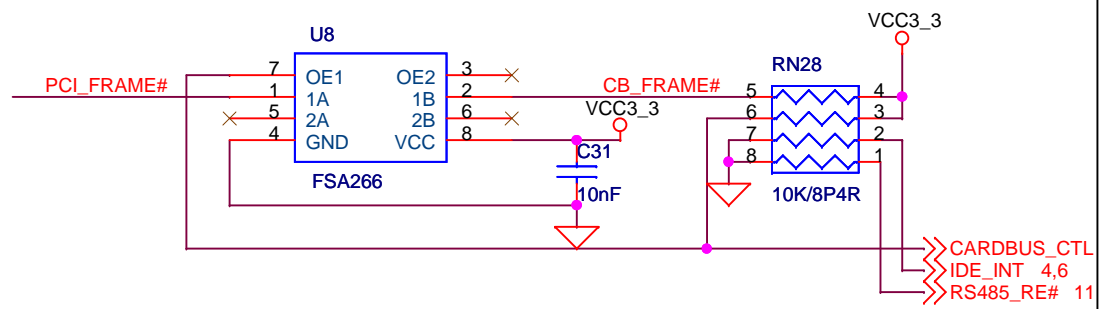 VCC3_3
U8
RN28
7 OE1 OE2 3
PCI_FRAME# 1 1A 1B 2 CB_FRAME# 5 4
5 2A 2B 6 VCC3_3 6 3
4 GND VCC 8 7 2
C31 8 1
FSA266 10nF 10K/8P4R
CARDBUS_CTL
IDE_INT 4,6
RS485_RE# 11